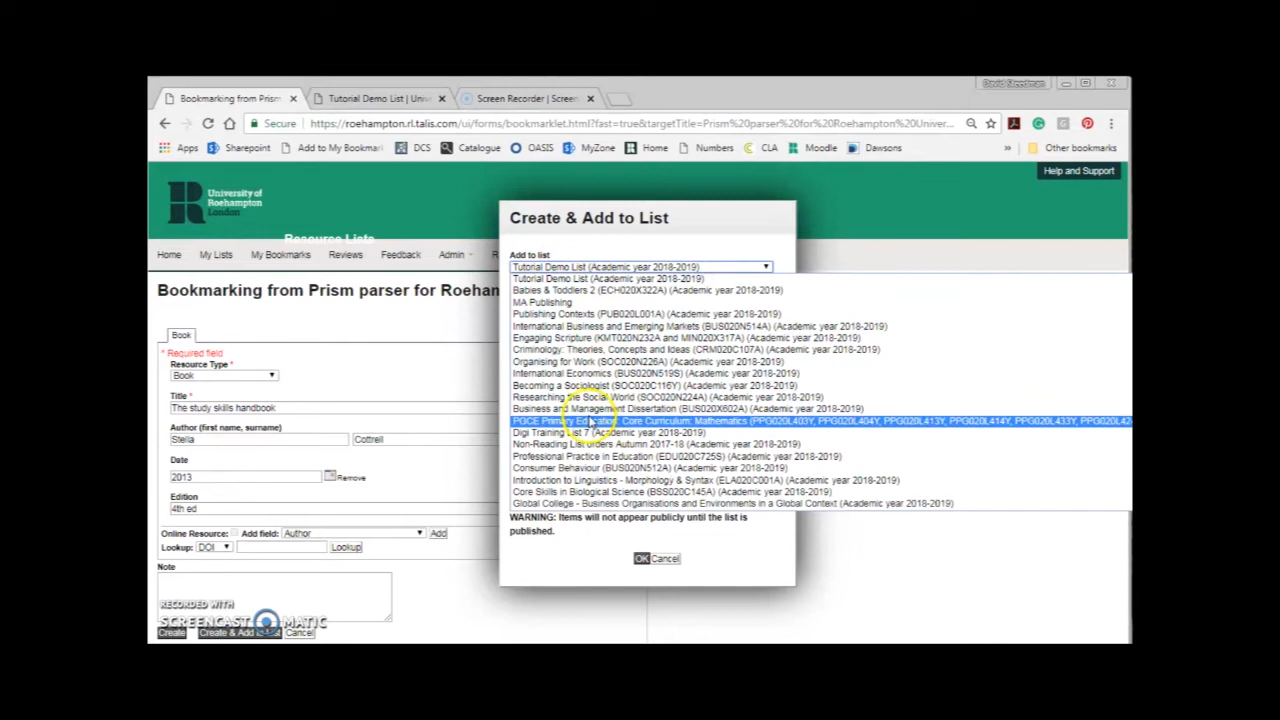 David Steedman
Bookmarking from Prism
Tutorial Demo List | Univ
Screen Recorder | Screen
Secure
https://roehampton.rl.talis.com/ui/forms/bookmarklet.html?fast=true&targetTitle=Prism%20parser%20for%20Roehampton%20Univer...
Apps
Sharepoint
Add to My Bookmar
DCS
Catalogue
OASIS
MyZone
Home
Numbers
CLA
Moodle
Dawsons
»
Other bookmarks
Help and Support
University of
Roehampton
London
Resource Lists
Home
My Lists
My Bookmarks
Reviews
Feedback
Admin
Bookmarking from Prism parser for Roeham
Book
* Required field
Resource Type *
Book
Title *
The study skills handbook
Author (first name, surname)
Stella
Cottrell
Date
2013
Remove
Edition
4th ed
Online Resource:
Add field:
Author
Add
Lookup:
DOI
Lookup
Note
RECORDED WITH
SCREENCAST MATIC
Create
Create & Add to List
Cancel
Create & Add to List
Add to list
Tutorial Demo List (Academic year 2018-2019)
Tutorial Demo List (Academic year 2018-2019)
Babies & Toddlers 2 (ECH020X322A) (Academic year 2018-2019)
MA Publishing
Publishing Contexts (PUB020L001A) (Academic year 2018-2019)
International Business and Emerging Markets (BUS020N514A) (Academic year 2018-2019)
Engaging Scripture (KMT020N232A and MIN020X317A) (Academic year 2018-2019)
Criminology: Theories, Concepts and Ideas (CRM020C107A) (Academic year 2018-2019)
Organising for Work (SOC020N226A) (Academic year 2018-2019)
International Economics (BUS020N519S) (Academic year 2018-2019)
Becoming a Sociologist (SOC020C116Y) (Academic year 2018-2019)
Researching the Social World (SOC020N224A) (Academic year 2018-2019)
Business and Management Dissertation (BUS020X602A) (Academic year 2018-2019)
PGCE Primary Education: Core Curriculum: Mathematics (PPG020L403Y, PPG020L404Y, PPG020L413Y, PPG020L414Y, PPG020L433Y, PPG020L42
Digi Training List 7 (Academic year 2018-2019)
Non-Reading List orders Autumn 2017-18 (Academic year 2018-2019)
Professional Practice in Education (EDU020C725S) (Academic year 2018-2019)
Consumer Behaviour (BUS020N512A) (Academic year 2018-2019)
Introduction to Linguistics - Morphology & Syntax (ELA020C001A) (Academic year 2018-2019)
Core Skills in Biological Science (BSS020C145A) (Academic year 2018-2019)
Global College - Business Organisations and Environments in a Global Context (Academic year 2018-2019)
WARNING: Items will not appear publicly until the list is
published.
OK
Cancel